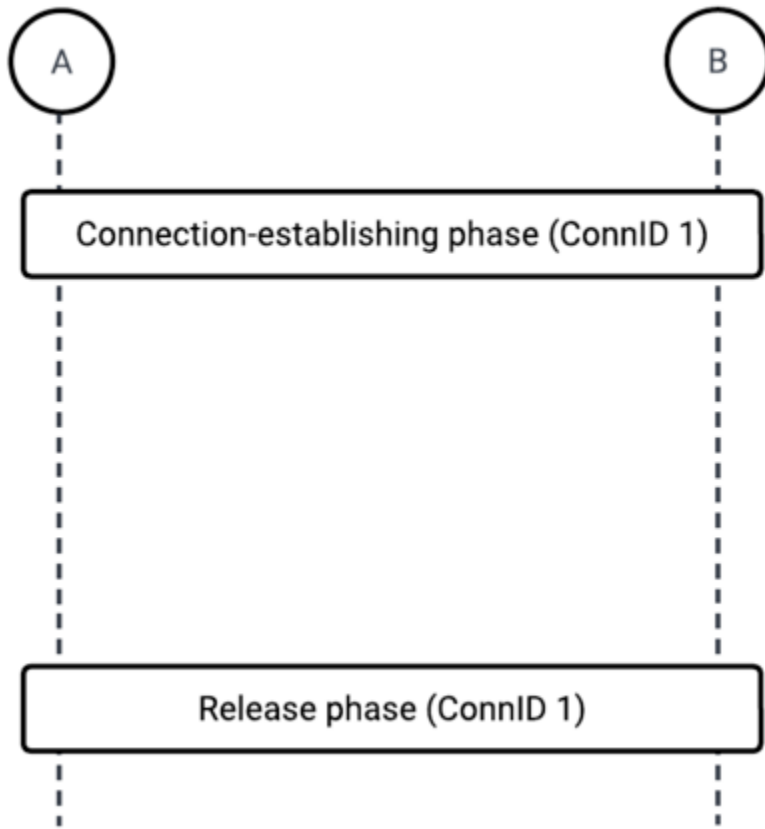 A
B
Connection-establishing phase (ConnID 1)
Release phase (ConnID 1)